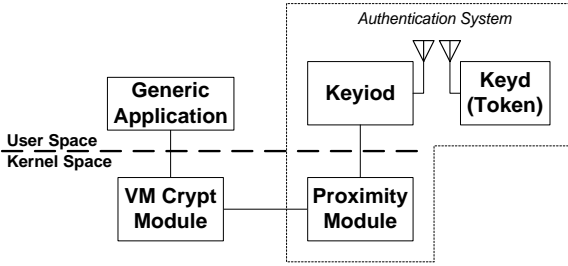 Authentication System
Generic
Application
Keyiod
Keyd
(Token)
User Space
Kernel Space
VM Crypt
Module
Proximity
Module